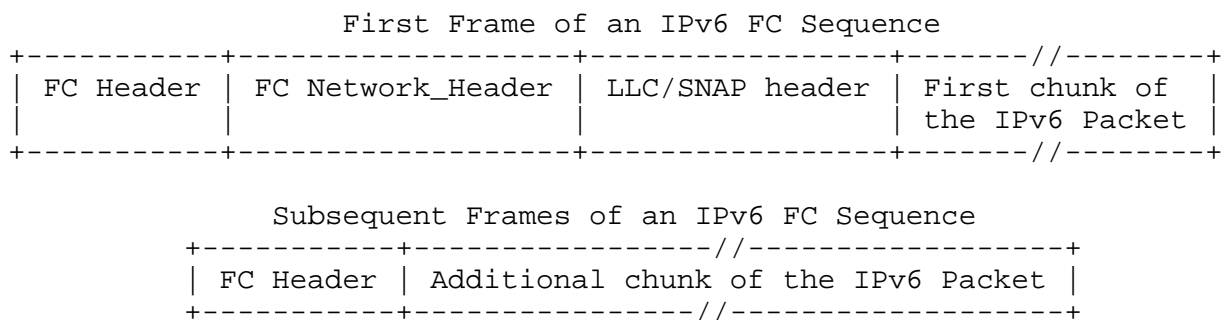 First Frame of an IPv6 FC Sequence
+-----------+-------------------+----------------+-------//--------+
| FC Header | FC Network_Header | LLC/SNAP header | First chunk of |
| | | | the IPv6 Packet |
+-----------+-------------------+----------------+-------//--------+
Subsequent Frames of an IPv6 FC Sequence
+-----------+-----------------//------------------+
| FC Header | Additional chunk of the IPv6 Packet |
+-----------+----------------//-------------------+